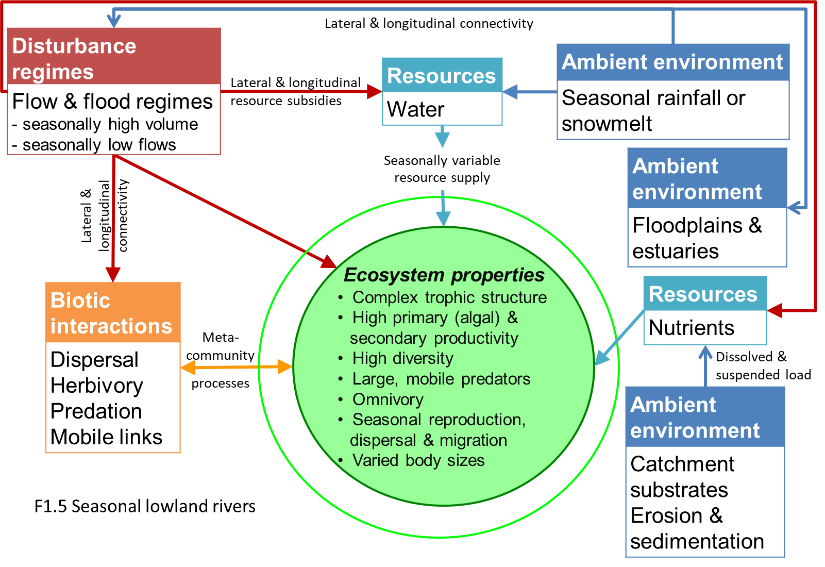 Lateral & longitudinal connectivity
Disturbance
regimes
Flow & flood regimes
- seasonally high volume
- seasonally low flows
Lateral & longitudinal
resource subsidies
Resources
Water
Ambient environment
Seasonal rainfall or
snowmelt
Seasonally variable
resource supply
Ambient
environment
Floodplains &
estuaries
Lateral &
longitudinal
connectivity
Biotic
interactions
Dispersal
Herbivory
Predation
Mobile links
Meta-
community
processes
Ecosystem properties
• Complex trophic structure
• High primary (algal) &
secondary productivity
• High diversity
• Large, mobile predators
• Omnivory
• Seasonal reproduction,
dispersal & migration
• Varied body sizes
Resources
Nutrients
Dissolved &
suspended load
Ambient
environment
Catchment
substrates
Erosion &
sedimentation
F1.5 Seasonal lowland rivers